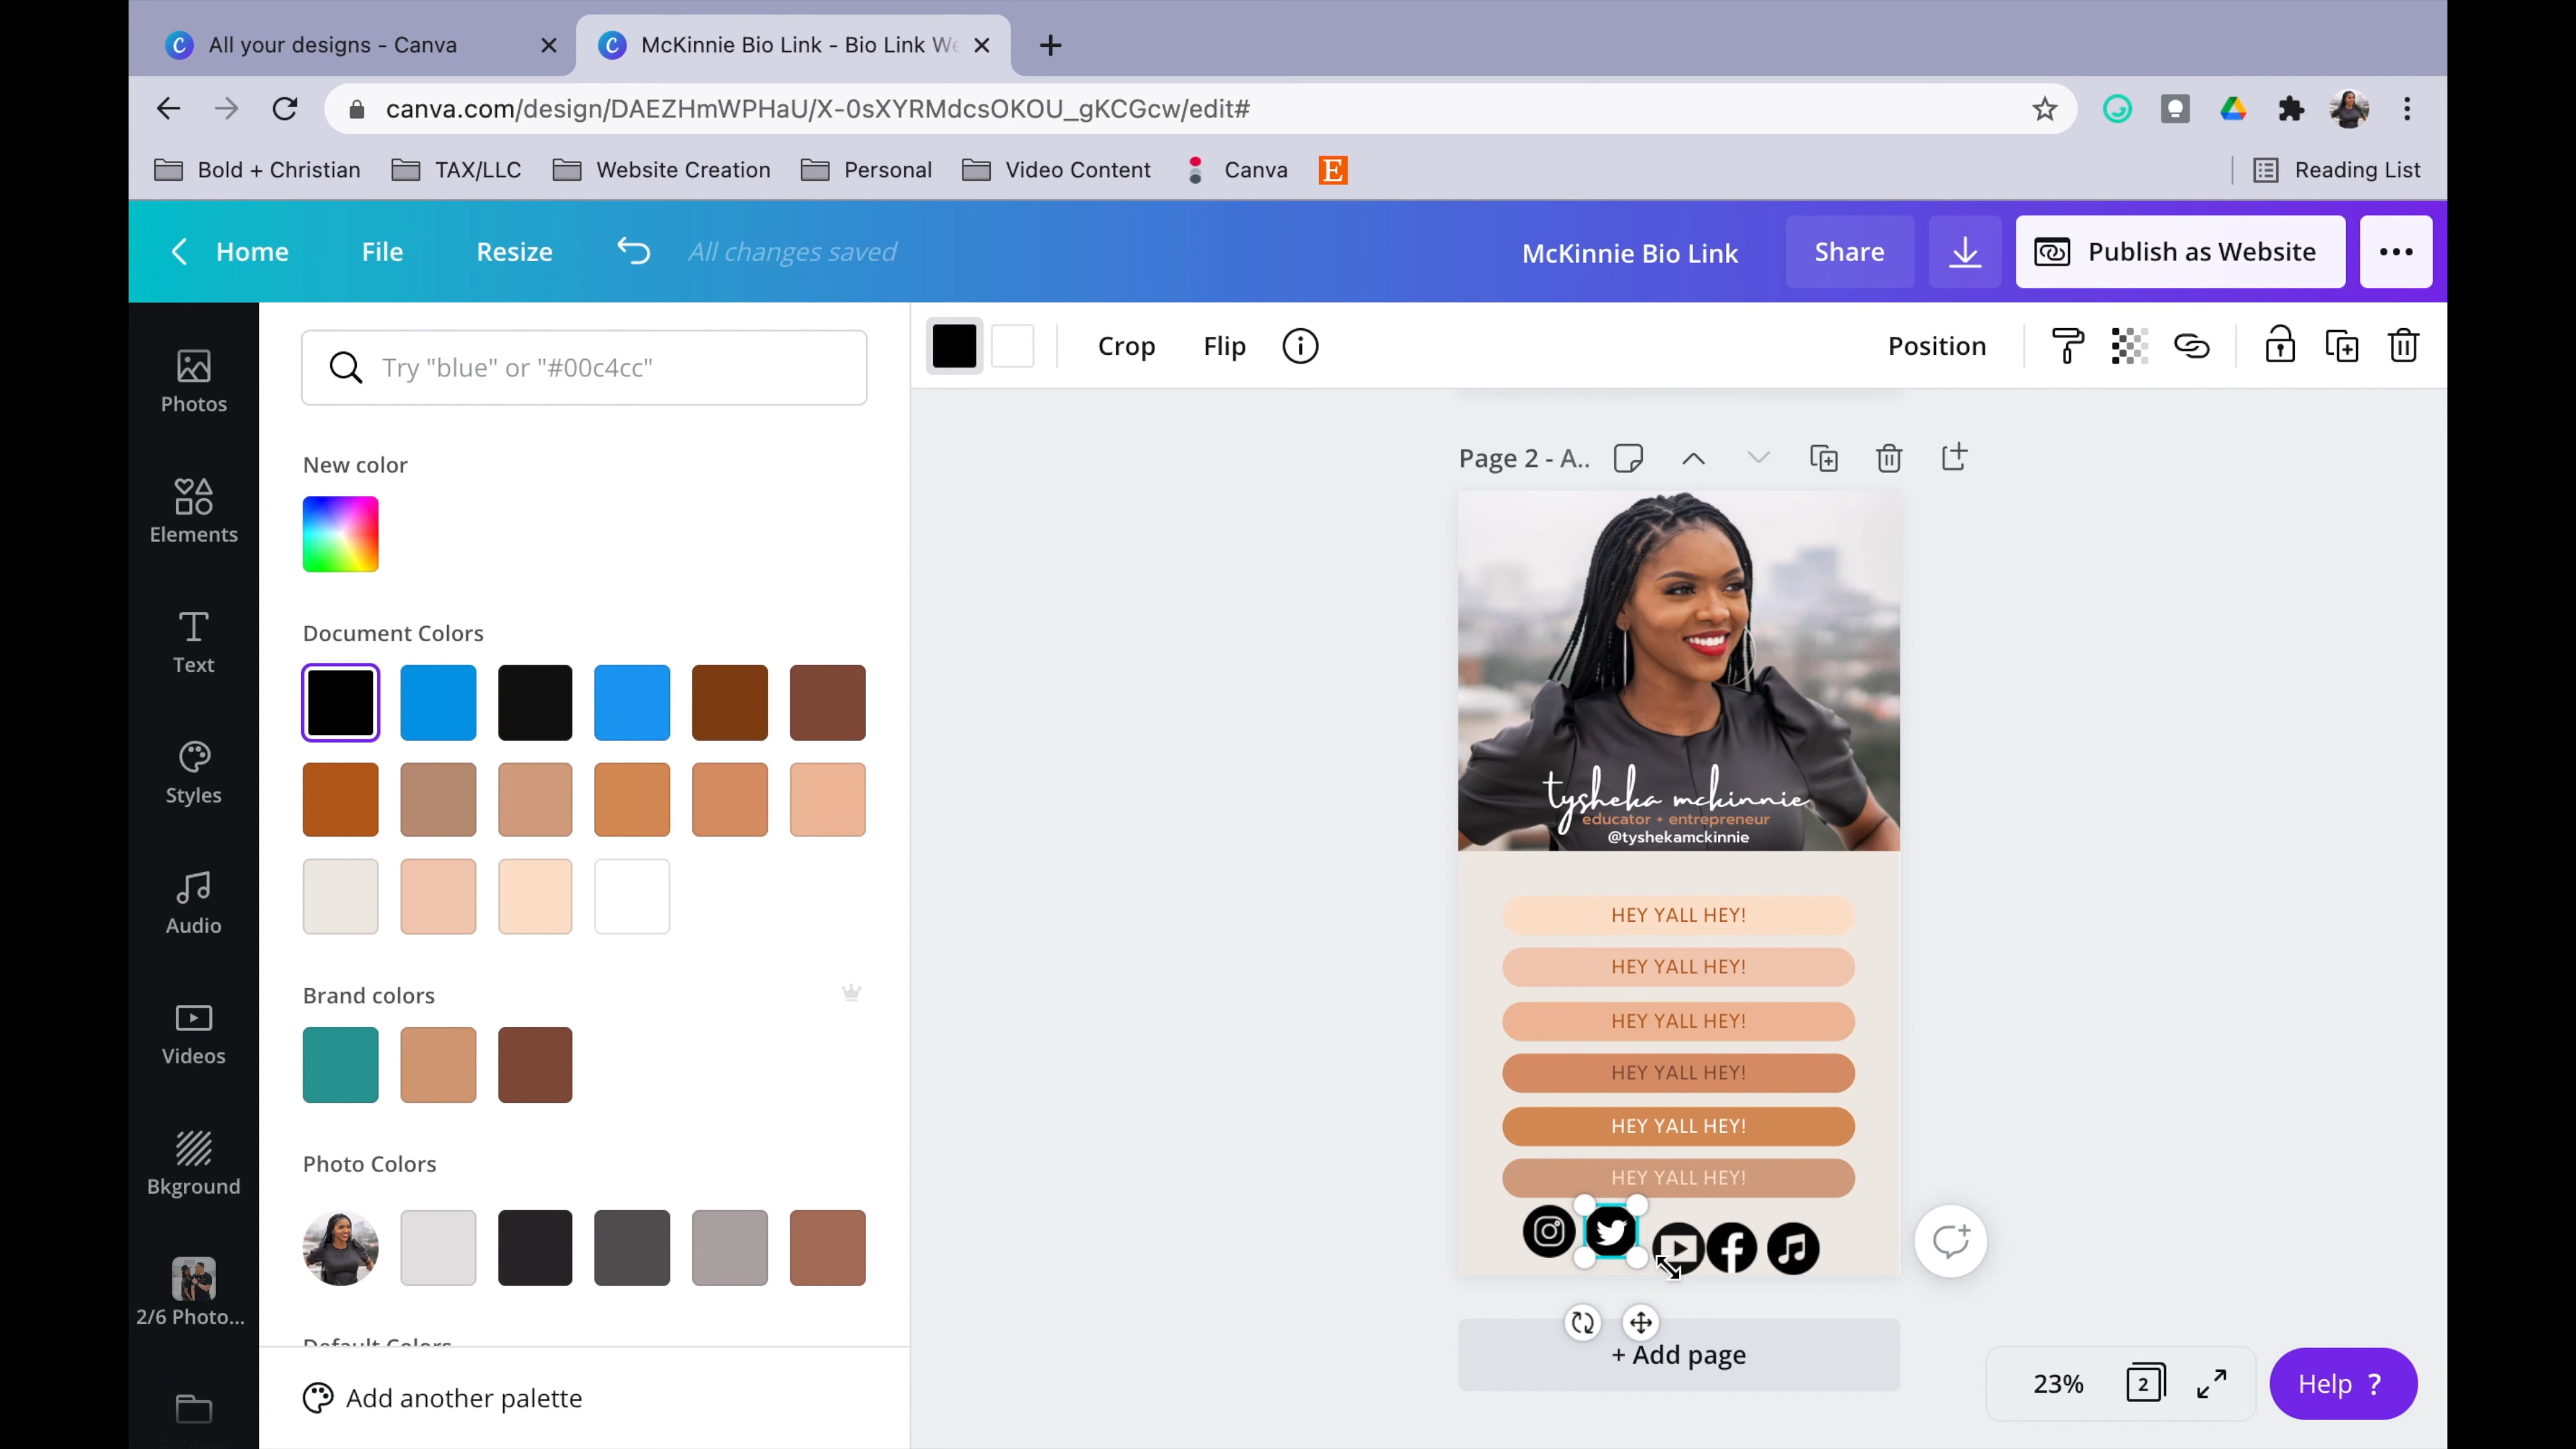 All your designs - Canva
McKinnie Bio Link - Bio Link We
canva.com/design/DAEZHmWPHaU/X-0sXYRMdcsOKOU_gKCGcw/edit#
Bold + Christian
TAX/LLC
Website Creation
Personal
Video Content
Canva
E
Reading List
Home
File
Resize
All changes saved
McKinnie Bio Link
Share
Publish as Website
Try "blue" or "#00c4cc"
Crop
Flip
Position
Photos
Elements
Text
Styles
Audio
Videos
Bkground
2/6 Photo...
New color
Document Colors
Brand colors
Photo Colors
Default Colors
Add another palette
Page 2 - A..
tysheka mckinnie
educator + entrepreneur
@tyshekamckinnie
HEY YALL HEY!
HEY YALL HEY!
HEY YALL HEY!
HEY YALL HEY!
HEY YALL HEY!
HEY YALL HEY!
+ Add page
23%
2
Help ?